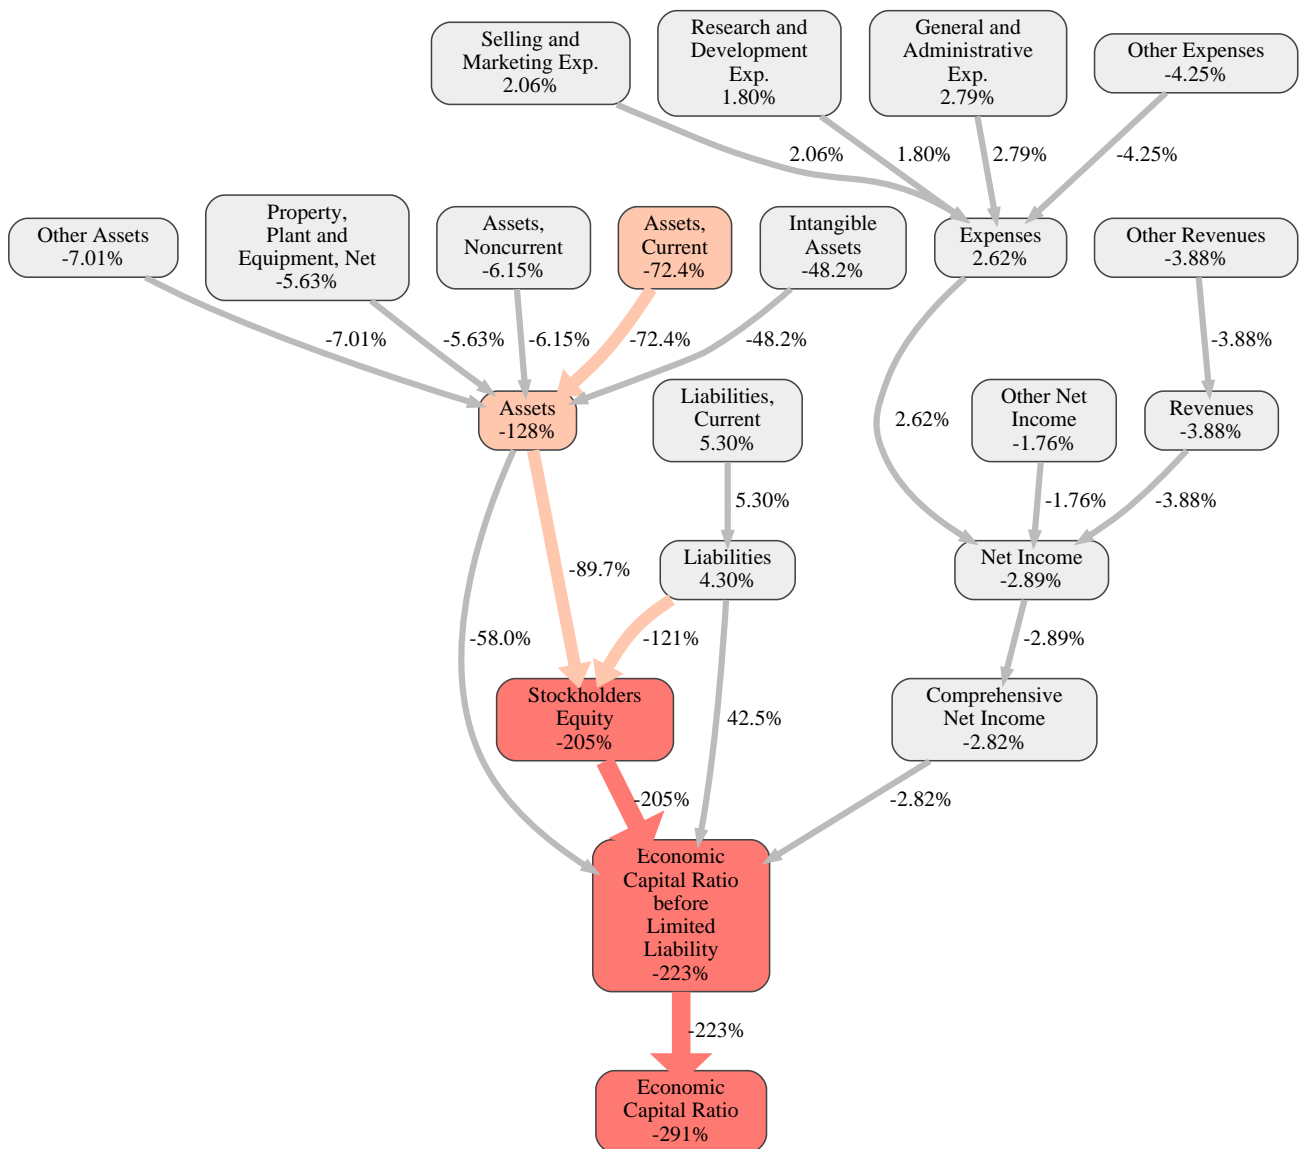 Selling and
Marketing Exp.
2.06%
Research and
Development
Exp.
1.80%
General and
Administrative
Exp.
2.79%
Other Expenses
-4.25%
2.06%
1.80%
2.79%
-4.25%
Other Assets
-7.01%
Property,
Plant and
Equipment, Net
-5.63%
Assets,
Noncurrent
-6.15%
Assets,
Current
-72.4%
Intangible
Assets
-48.2%
Expenses
2.62%
Other Revenues
-3.88%
-7.01%
-5.63%
-6.15%
-72.4%
-48.2%
-3.88%
Assets
-128%
Liabilities,
Current
5.30%
2.62%
Other Net
Income
-1.76%
Revenues
-3.88%
5.30%
-1.76%
-3.88%
-89.7%
Liabilities
4.30%
Net Income
-2.89%
-58.0%
-121%
-2.89%
Stockholders
Equity
-205%
42.5%
Comprehensive
Net Income
-2.82%
-205%
-2.82%
Economic
Capital Ratio
before
Limited
Liability
-223%
-223%
Economic
Capital Ratio
-291%